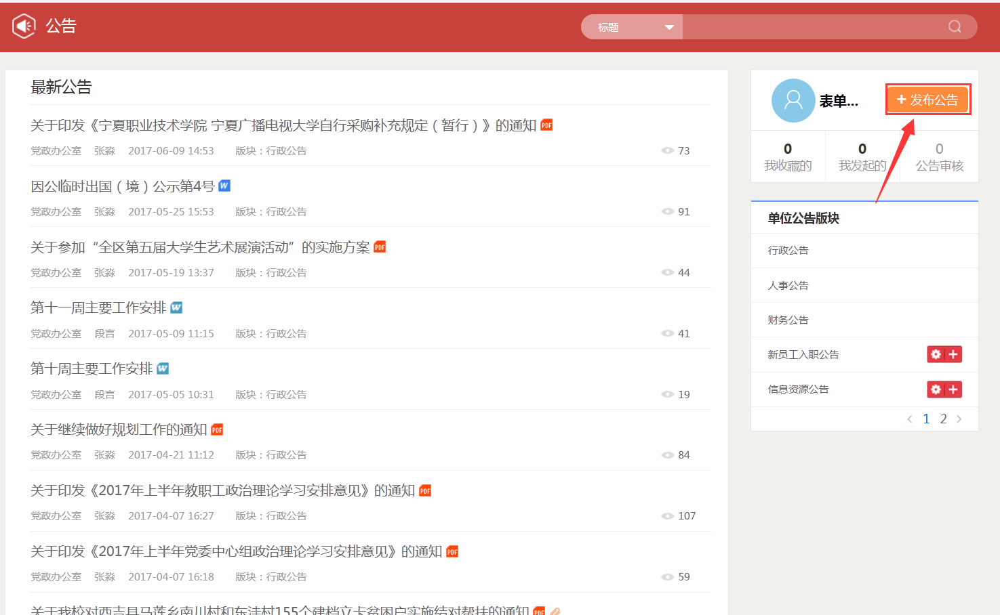 公告
标题
最新公告
关于印发《宁夏职业技术学院 宁夏广播电视大学自行采购补充规定（暂行）》的通知 PDF
党政办公室 张淼 2017-06-09 14:53 版块：行政公告 73
因公临时出国（境）公示第4号 W
党政办公室 张淼 2017-05-25 15:53 版块：行政公告 91
关于参加“全区第五届大学生艺术展演活动”的实施方案 PDF
党政办公室 张淼 2017-05-19 13:37 版块：行政公告 44
第十一周主要工作安排 W
党政办公室 段言 2017-05-09 11:15 版块：行政公告 41
第十周主要工作安排 W
党政办公室 段言 2017-05-05 10:31 版块：行政公告 19
关于继续做好规划工作的通知 PDF
党政办公室 张淼 2017-04-21 11:12 版块：行政公告 84
关于印发《2017年上半年教职工政治理论学习安排意见》的通知 PDF
党政办公室 张淼 2017-04-07 16:27 版块：行政公告 107
关于印发《2017年上半年党委中心组政治理论学习安排意见》的通知 PDF
党政办公室 张淼 2017-04-07 16:18 版块：行政公告 59
关于我校对西吉县马莲乡南川村和东洼村155个建档立卡贫困户实施结对帮扶的通知 PDF
表单...
+ 发布公告
0 0 0
我收藏的 我发起的 公告审核
单位公告版块
行政公告
人事公告
财务公告
新员工入职公告
信息资源公告
< 1 2 >